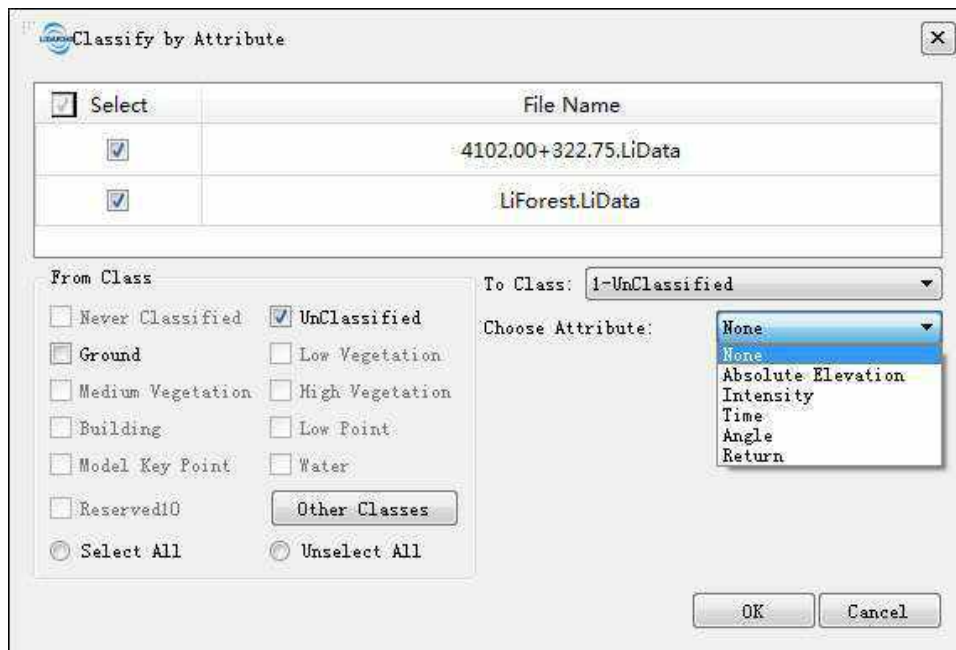 Classify by Attribute
Select File Name
4102.00+322.75.LiData
LiForest.LiData
From Class
To Class: 1-UnClassified
Never Classified UnClassified
Choose Attribute: None
Ground Low Vegetation
None
Absolute Elevation
Medium Vegetation High Vegetation
Intensity
Time
Building Low Point
Angle
Return
Model Key Point Water
Reserved10 Other Classes
Select All Unselect All
OK Cancel